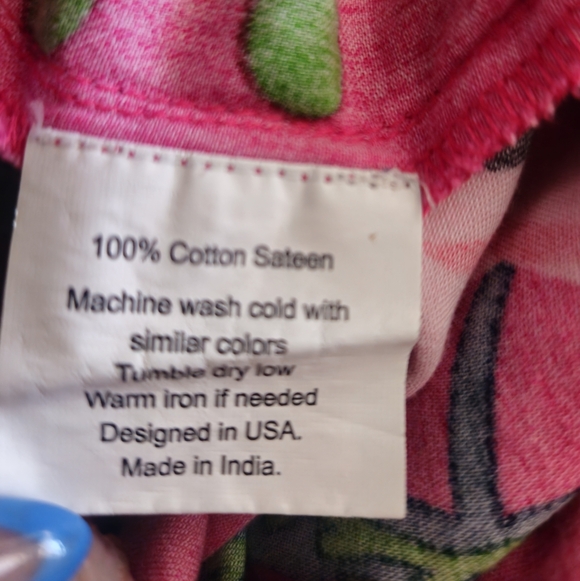 100% Cotton Sateen
Machine wash cold with
similar colors
Tumble dry low
Warm iron if needed
Designed in USA.
Made in India.